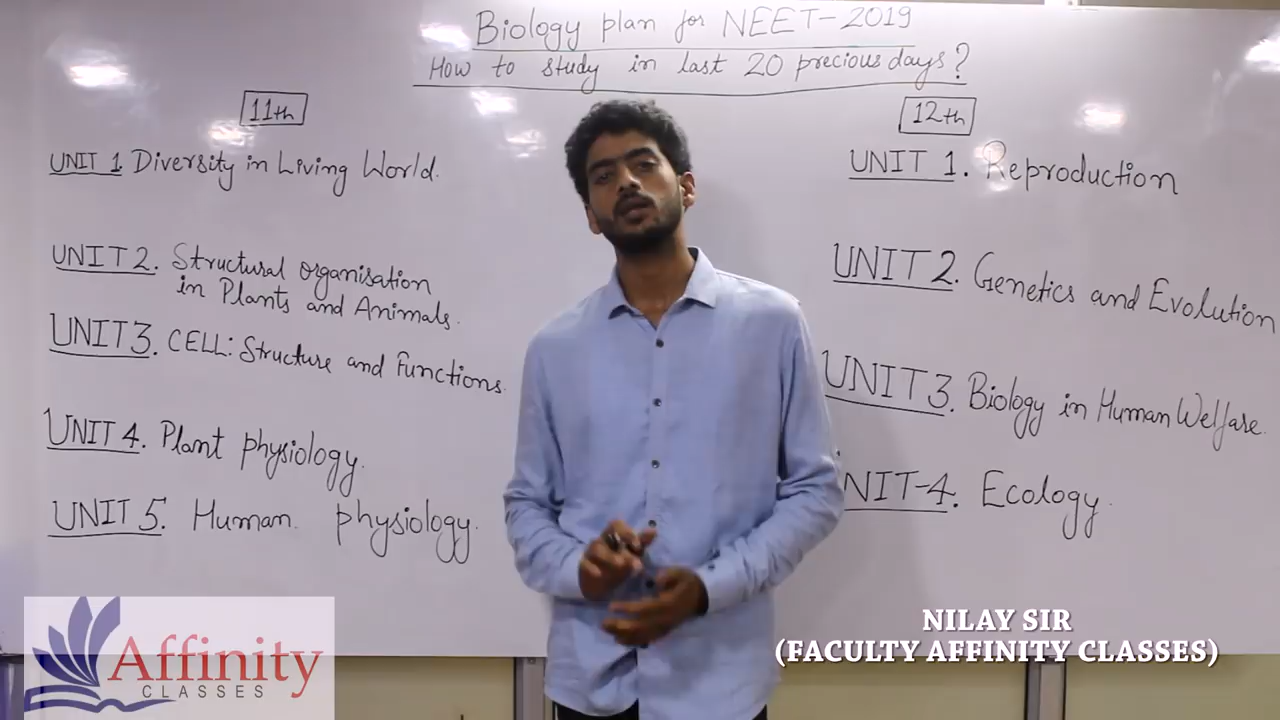 Biology plan for NEET-2019
How to study in last 20 precious days?
11th
UNIT 1 Diversity in Living World.
UNIT 2. Structural organisation
in Plants and Animals.
UNIT 3. CELL: Structure and Functions.
UNIT 4. Plant physiology.
UNIT 5. Human physiology.
12th
UNIT 1. Reproduction
UNIT 2. Genetics and Evolution
UNIT 3. Biology in Human Welfare.
NIT-4. Ecology.
Affinity
CLASSES
NILAY SIR
(FACULTY AFFINITY CLASSES)